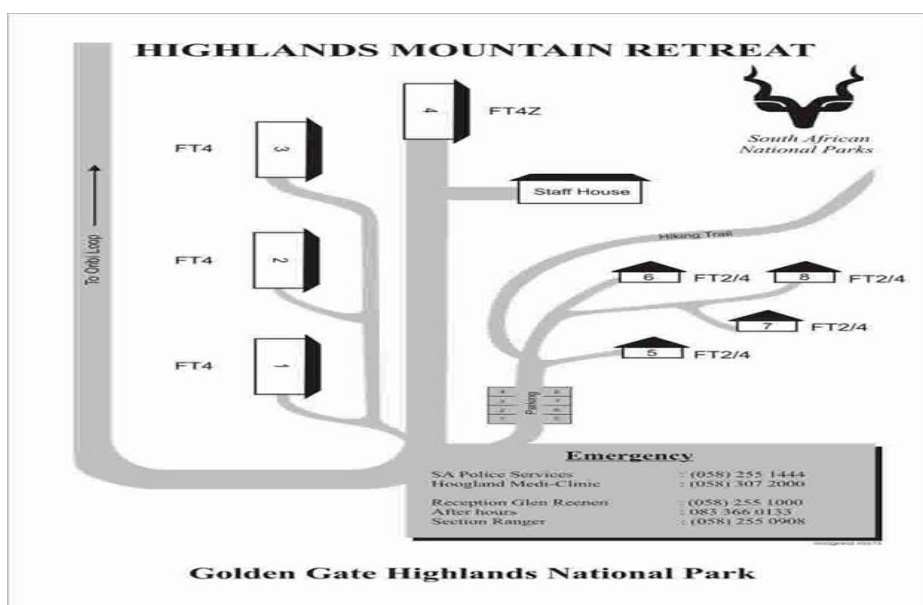 HIGHLANDS MOUNTAIN RETREAT
4
FT4Z
South African
National Parks
FT4
3
Staff House
Hiking Trail
To Oribi Loop
FT4
2
6
FT2/4
8
FT2/4
7
FT2/4
FT4
1
5
FT2/4
Parking
Emergency
SA Police Services : (058) 255 1444
Hoogland Medi-Clinic : (058) 307 2000
Reception Glen Reenen : (058) 255 1000
After hours : 083 366 0133
Section Ranger : (058) 255 0908
Golden Gate Highlands National Park